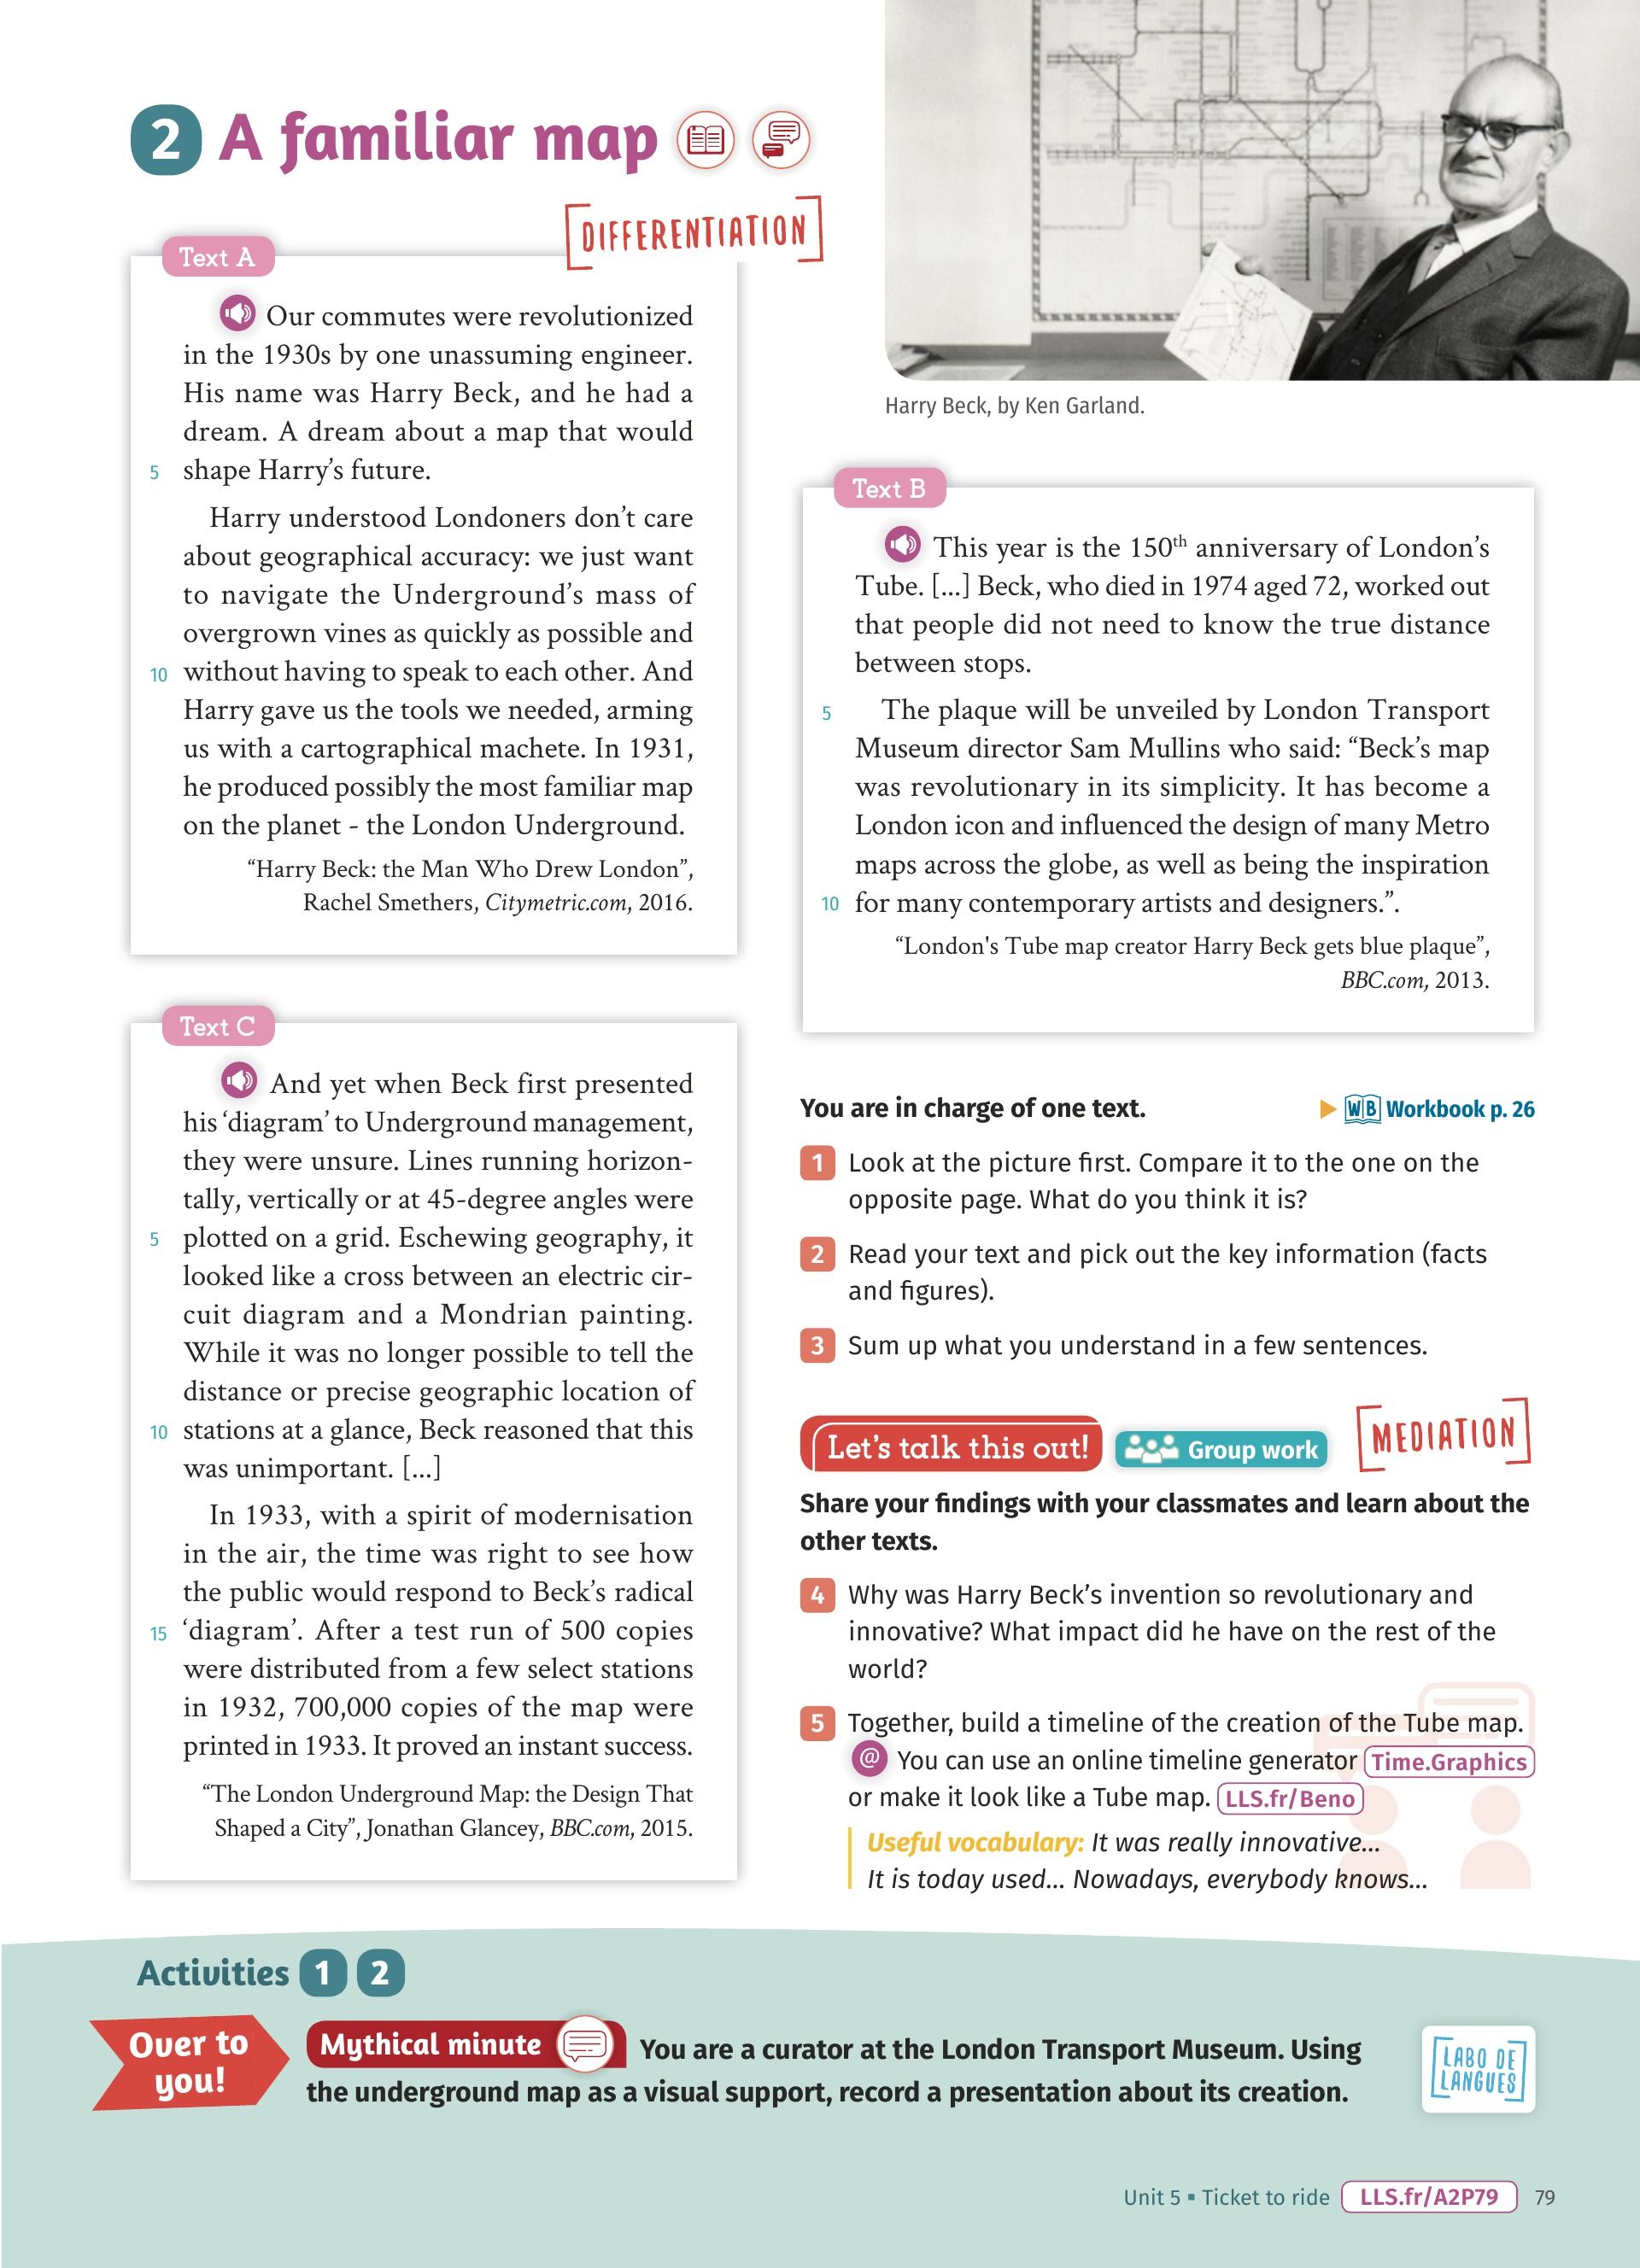 2 A familiar map
DIFFERENTIATION
Text A
Our commutes were revolutionized
in the 1930s by one unassuming engineer.
His name was Harry Beck, and he had a
dream. A dream about a map that would
5 shape Harry’s future.
Harry understood Londoners don’t care
about geographical accuracy: we just want
to navigate the Underground’s mass of
overgrown vines as quickly as possible and
10 without having to speak to each other. And
Harry gave us the tools we needed, arming
us with a cartographical machete. In 1931,
he produced possibly the most familiar map
on the planet - the London Underground.
“Harry Beck: the Man Who Drew London”,
Rachel Smethers, Citymetric.com, 2016.
Harry Beck, by Ken Garland.
Text B
This year is the 150th anniversary of London’s
Tube. [...] Beck, who died in 1974 aged 72, worked out
that people did not need to know the true distance
between stops.
5 The plaque will be unveiled by London Transport
Museum director Sam Mullins who said: “Beck’s map
was revolutionary in its simplicity. It has become a
London icon and influenced the design of many Metro
maps across the globe, as well as being the inspiration
10 for many contemporary artists and designers.”.
“London's Tube map creator Harry Beck gets blue plaque”,
BBC.com, 2013.
Text C
And yet when Beck first presented
his ‘diagram’ to Underground management,
they were unsure. Lines running horizon-
tally, vertically or at 45-degree angles were
5 plotted on a grid. Eschewing geography, it
looked like a cross between an electric cir-
cuit diagram and a Mondrian painting.
While it was no longer possible to tell the
distance or precise geographic location of
10 stations at a glance, Beck reasoned that this
was unimportant. [...]
In 1933, with a spirit of modernisation
in the air, the time was right to see how
the public would respond to Beck’s radical
15 ‘diagram’. After a test run of 500 copies
were distributed from a few select stations
in 1932, 700,000 copies of the map were
printed in 1933. It proved an instant success.
“The London Underground Map: the Design That
Shaped a City”, Jonathan Glancey, BBC.com, 2015.
You are in charge of one text.
WB Workbook p. 26
1 Look at the picture first. Compare it to the one on the
opposite page. What do you think it is?
2 Read your text and pick out the key information (facts
and figures).
3 Sum up what you understand in a few sentences.
Let’s talk this out! Group work
MEDIATION
Share your findings with your classmates and learn about the
other texts.
4 Why was Harry Beck’s invention so revolutionary and
innovative? What impact did he have on the rest of the
world?
5 Together, build a timeline of the creation of the Tube map.
@ You can use an online timeline generator Time.Graphics
or make it look like a Tube map. LLS.fr/Beno
Useful vocabulary: It was really innovative...
It is today used... Nowadays, everybody knows...
Activities 1 2
Over to
you!
Mythical minute You are a curator at the London Transport Museum. Using
the underground map as a visual support, record a presentation about its creation.
LABO DE
LANGUES
Unit 5 ▪ Ticket to ride LLS.fr/A2P79 79